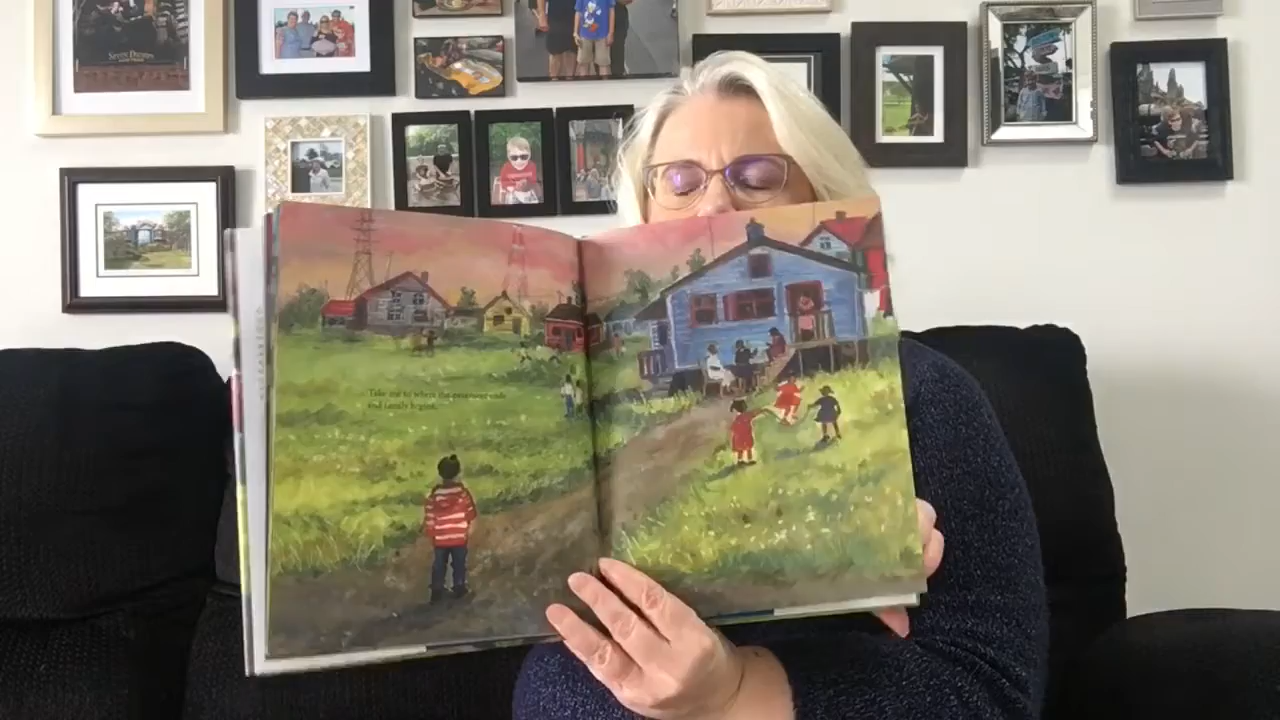 Take me to where the pavement ends
and family begins.